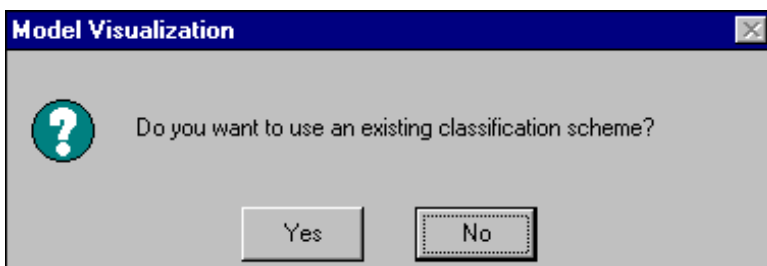 Model Visualization
Do you want to use an existing classification scheme?
Yes No